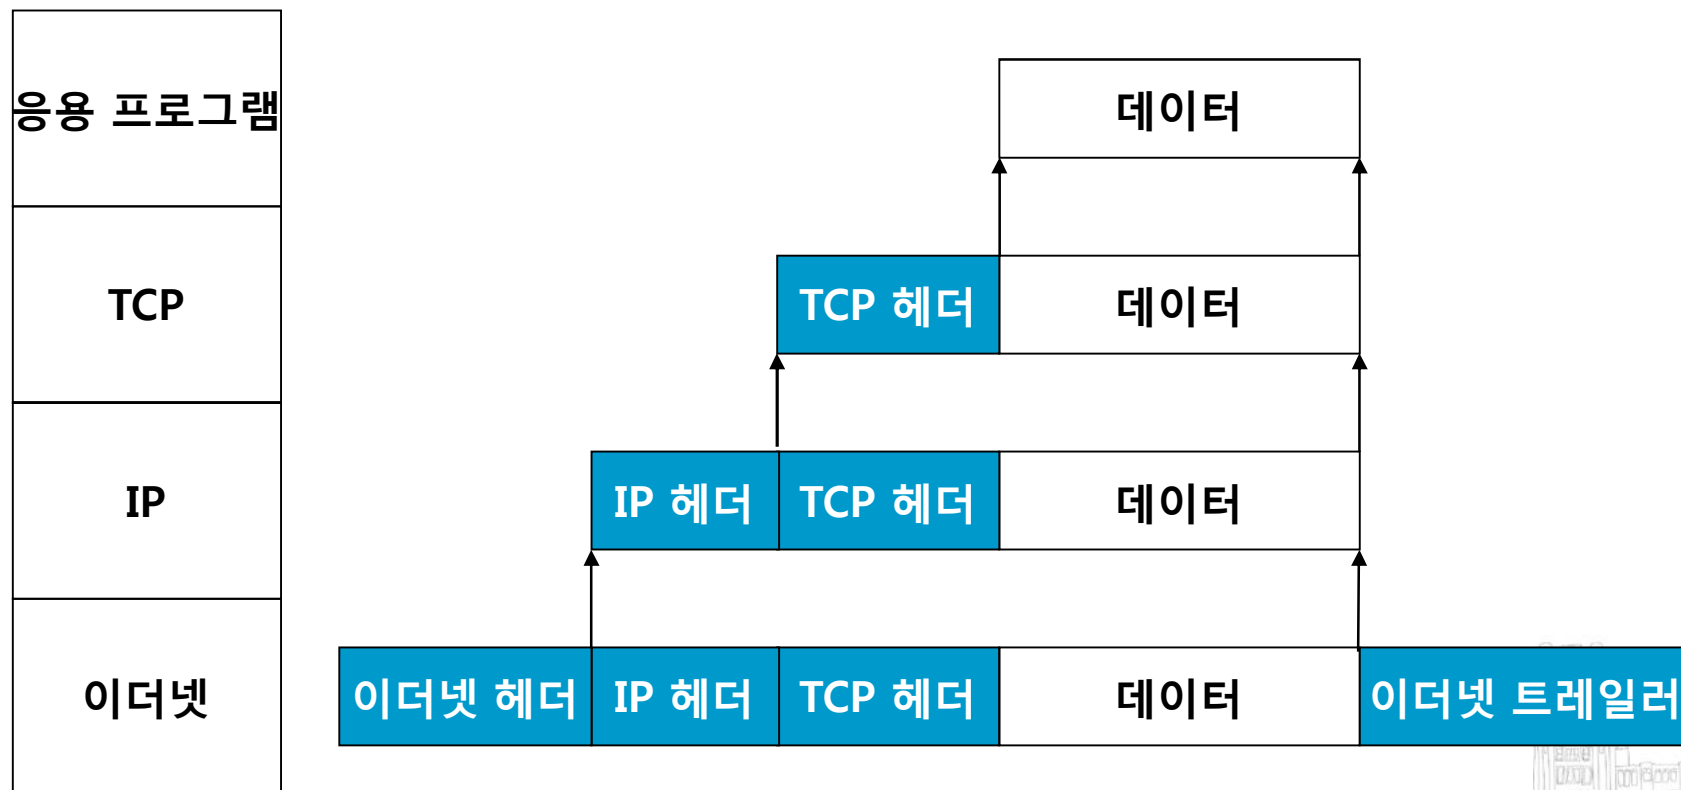 응용 프로그램
데이터
TCP
TCP 헤더
데이터
IP
IP 헤더
TCP 헤더
데이터
이더넷
이더넷 헤더
IP 헤더
TCP 헤더
데이터
이더넷 트레일러